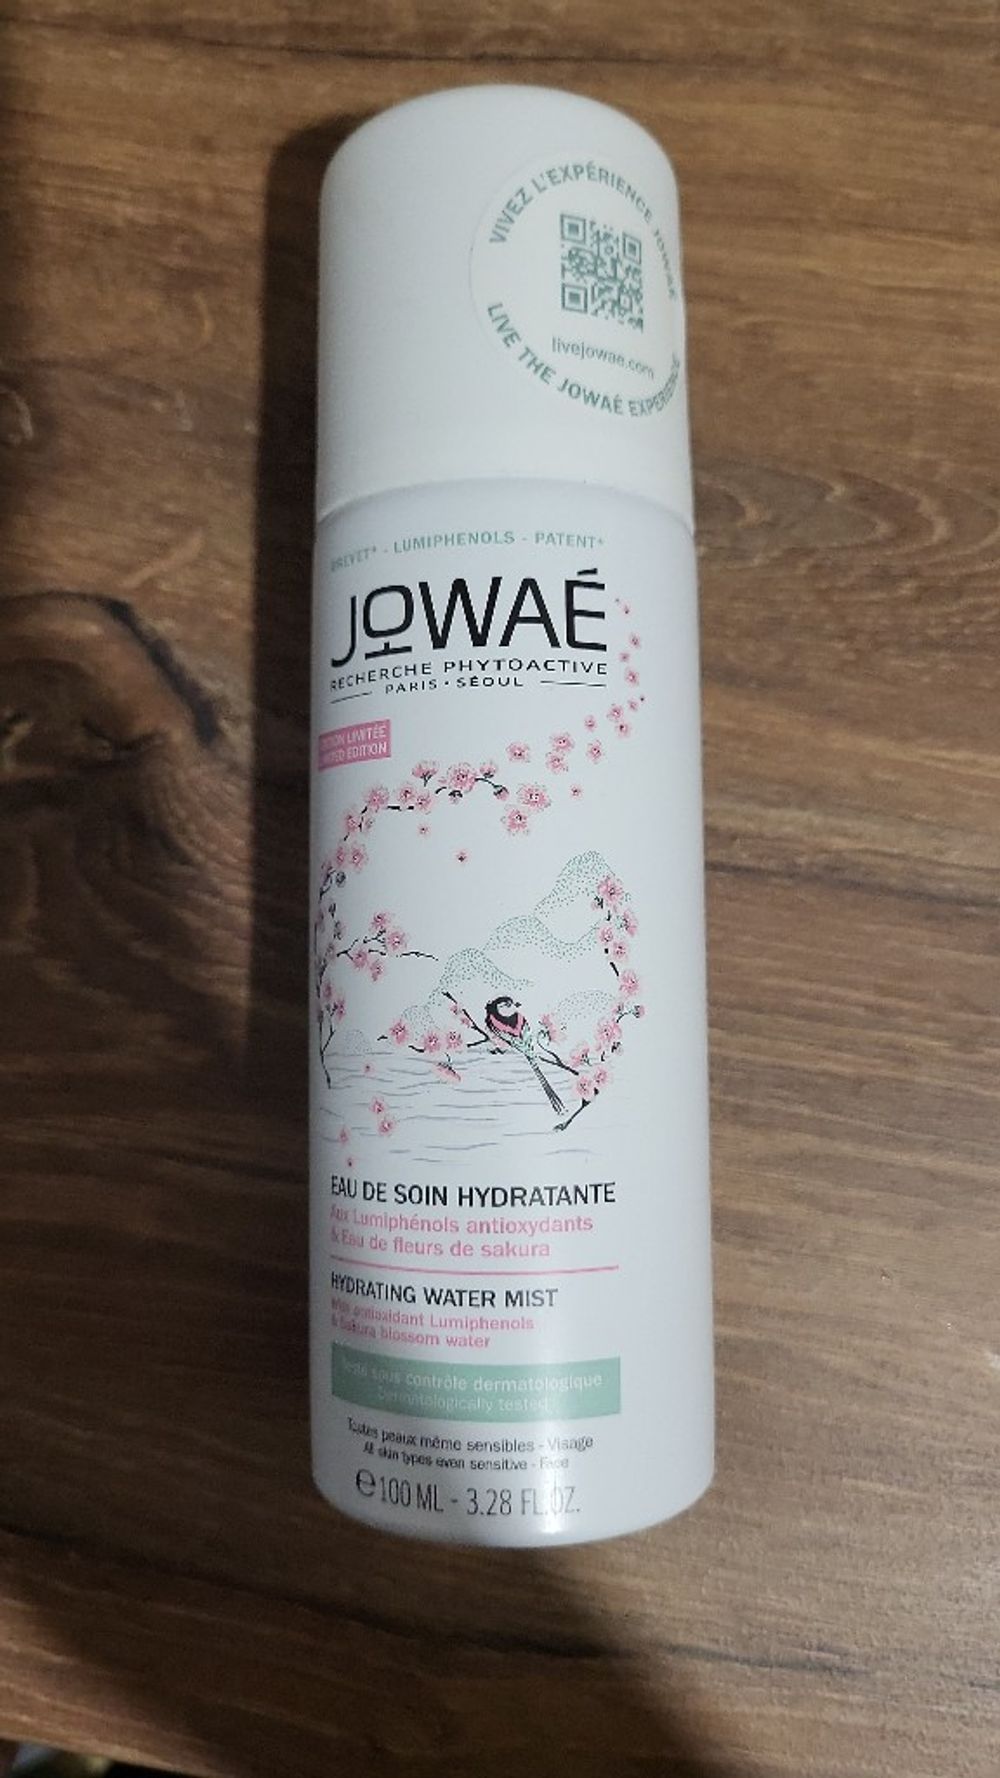 VIVEZ L'EXPÉRIENCE JOWAÉ
livejowae.com
LIVE THE JOWAÉ EXPERIENCE
BREVET* - LUMIPHENOLS - PATENT*
JOWAÉ
RECHERCHE PHYTOACTIVE
PARIS • SÉOUL
ÉDITION LIMITÉE
LIMITED EDITION
EAU DE SOIN HYDRATANTE
Aux Lumiphénols antioxydants
& Eau de fleurs de sakura
HYDRATING WATER MIST
With antioxidant Lumiphenols
& Sakura blossom water
Testé sous contrôle dermatologique
Dermatologically tested
Toutes peaux même sensibles - Visage
All skin types even sensitive - Face
℮100 ML - 3.28 FL.OZ.